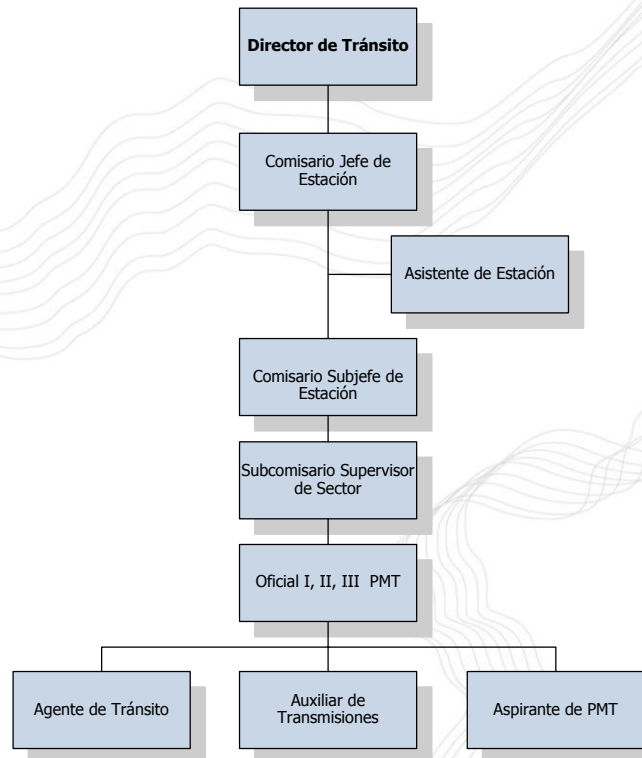 Director de Tránsito
Comisario Jefe de
Estación
Asistente de Estación
Comisario Subjefe de
Estación
Subcomisario Supervisor
de Sector
Oficial I, II, III PMT
Agente de Tránsito
Auxiliar de
Transmisiones
Aspirante de PMT